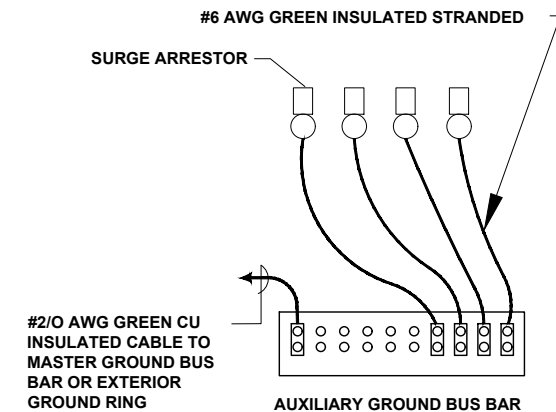 #6 AWG GREEN INSULATED STRANDED
SURGE ARRESTOR
#2/O AWG GREEN CU
INSULATED CABLE TO
MASTER GROUND BUS
BAR OR EXTERIOR
GROUND RING
AUXILIARY GROUND BUS BAR